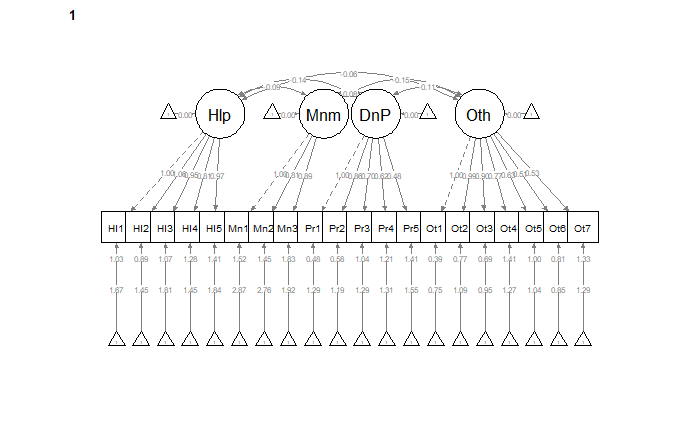 1
0.06
0.14 0.15
0.09 0.08 0.11
Hlp Mnm DnP Oth
0.00 0.00 0.00 0.00
1.00 1.08 0.95 0.81 0.97 1.00 0.81 0.89 1.00 0.86 0.70 0.62 0.48 1.00 0.99 0.90 0.77 0.63 0.51 0.53
Hl1 Hl2 Hl3 Hl4 Hl5 Mn1 Mn2 Mn3 Pr1 Pr2 Pr3 Pr4 Pr5 Ot1 Ot2 Ot3 Ot4 Ot5 Ot6 Ot7
1.03 0.89 1.07 1.28 1.41 1.52 1.45 1.83 0.48 0.58 1.04 1.21 1.41 0.39 0.77 0.69 1.41 1.00 0.81 1.33
1.67 1.45 1.81 1.45 1.84 2.87 2.76 1.92 1.29 1.19 1.29 1.31 1.55 0.75 1.09 0.95 1.27 1.04 0.85 1.29